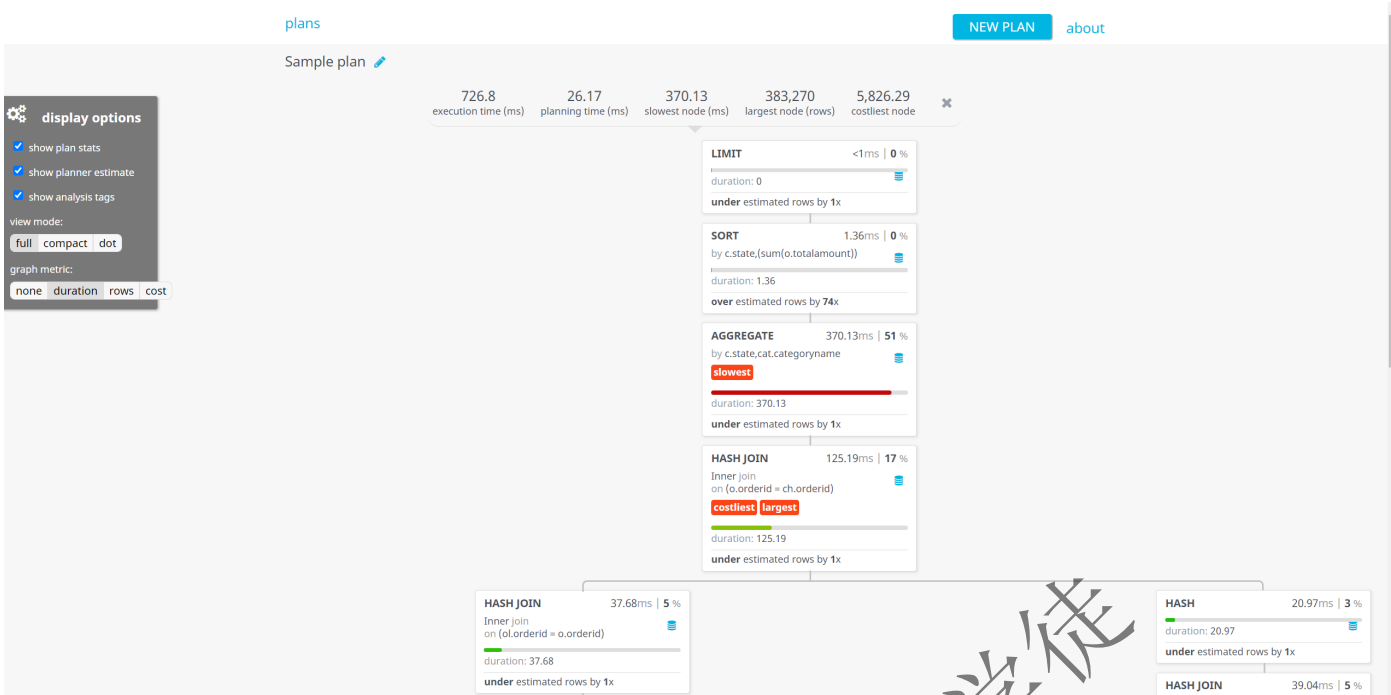 plans
NEW PLAN
about
Sample plan
726.8
execution time (ms)
26.17
planning time (ms)
370.13
slowest node (ms)
383,270
largest node (rows)
5,826.29
costliest node
display options
show plan stats
show planner estimate
show analysis tags
view mode:
full compact dot
graph metric:
none duration rows cost
LIMIT <1ms | 0 %
duration: 0
under estimated rows by 1x
SORT 1.36ms | 0 %
by c.state,(sum(o.totalamount))
duration: 1.36
over estimated rows by 74x
AGGREGATE 370.13ms | 51 %
by c.state,cat.categoryname
slowest
duration: 370.13
under estimated rows by 1x
HASH JOIN 125.19ms | 17 %
Inner join
on (o.orderid = ch.orderid)
costliest largest
duration: 125.19
under estimated rows by 1x
HASH JOIN 37.68ms | 5 %
Inner join
on (ol.orderid = o.orderid)
duration: 37.68
under estimated rows by 1x
HASH 20.97ms | 3 %
duration: 20.97
under estimated rows by 1x
HASH JOIN 39.04ms | 5 %
徒